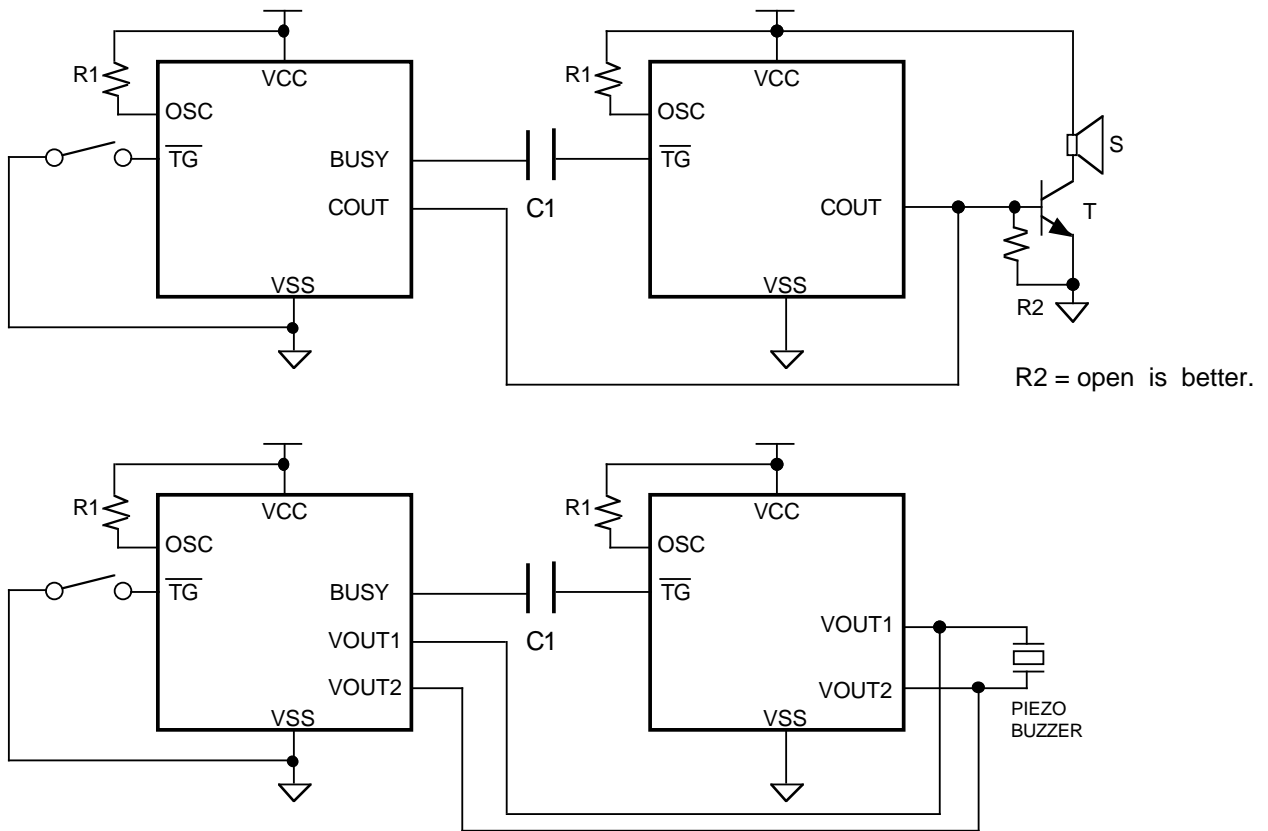 R1
VCC
OSC
TG
BUSY
COUT
VSS
C1
R1
VCC
OSC
TG
COUT
VSS
S
T
R2
R2 = open is better.
R1
VCC
OSC
TG
BUSY
VOUT1
VOUT2
VSS
C1
R1
VCC
OSC
TG
VOUT1
VOUT2
VSS
PIEZO
BUZZER